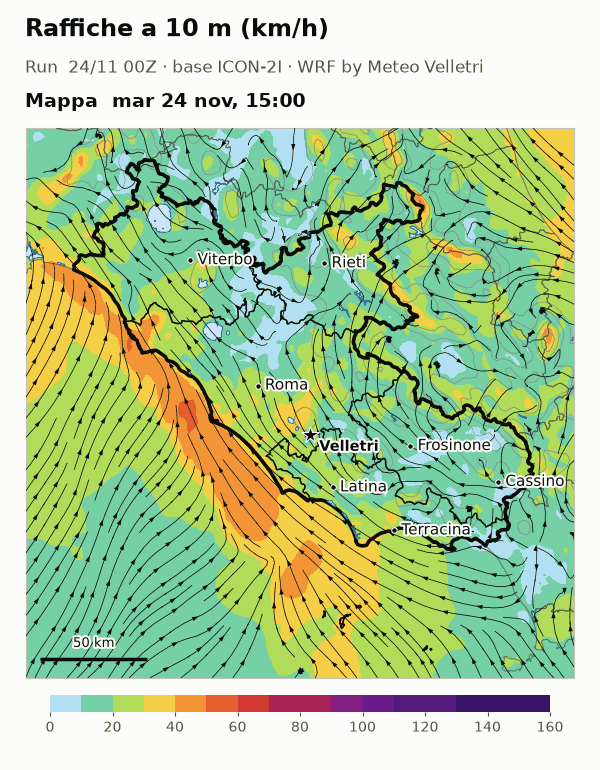 Raffiche a 10 m (km/h)
Run 24/11 00Z · base ICON-2I · WRF by Meteo Velletri
Mappa mar 24 nov, 15:00
Viterbo
Rieti
Roma
Velletri
Frosinone
Latina
Cassino
Terracina
50 km
0 20 40 60 80 100 120 140 160